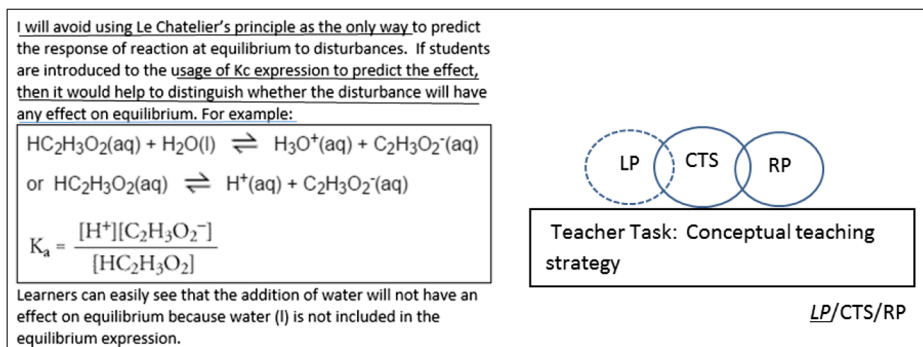 I will avoid using Le Chatelier's principle as the only way to predict
the response of reaction at equilibrium to disturbances. If students
are introduced to the usage of Kc expression to predict the effect,
then it would help to distinguish whether the disturbance will have
any effect on equilibrium. For example:
HC₂H₃O₂(aq) + H₂O(l) ⇌ H₃O⁺(aq) + C₂H₃O₂⁻(aq)
or HC₂H₃O₂(aq) ⇌ H⁺(aq) + C₂H₃O₂⁻(aq)
Kₐ = [H⁺][C₂H₃O₂⁻] / [HC₂H₃O₂]
Learners can easily see that the addition of water will not have an
effect on equilibrium because water (l) is not included in the
equilibrium expression.
LP CTS RP
Teacher Task: Conceptual teaching
strategy
LP/CTS/RP